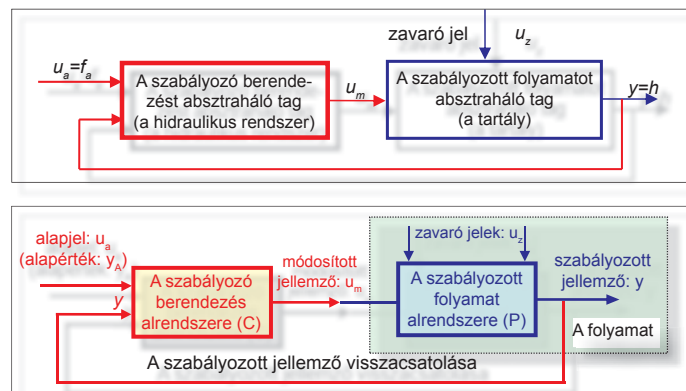 zavaró jel u_z
u_a=f_a
A szabályozó berende-
zést absztraháló tag
(a hidraulikus rendszer)
u_m
A szabályozott folyamatot
absztraháló tag
(a tartály)
y=h
alapjel: u_a
(alapérték: y_A)
y
A szabályozó
berendezés
alrendszere (C)
módosított
jellemző: u_m
zavaró jelek: u_z
A szabályozott
folyamat
alrendszere (P)
szabályozott
jellemző: y
A folyamat
A szabályozott jellemző visszacsatolása